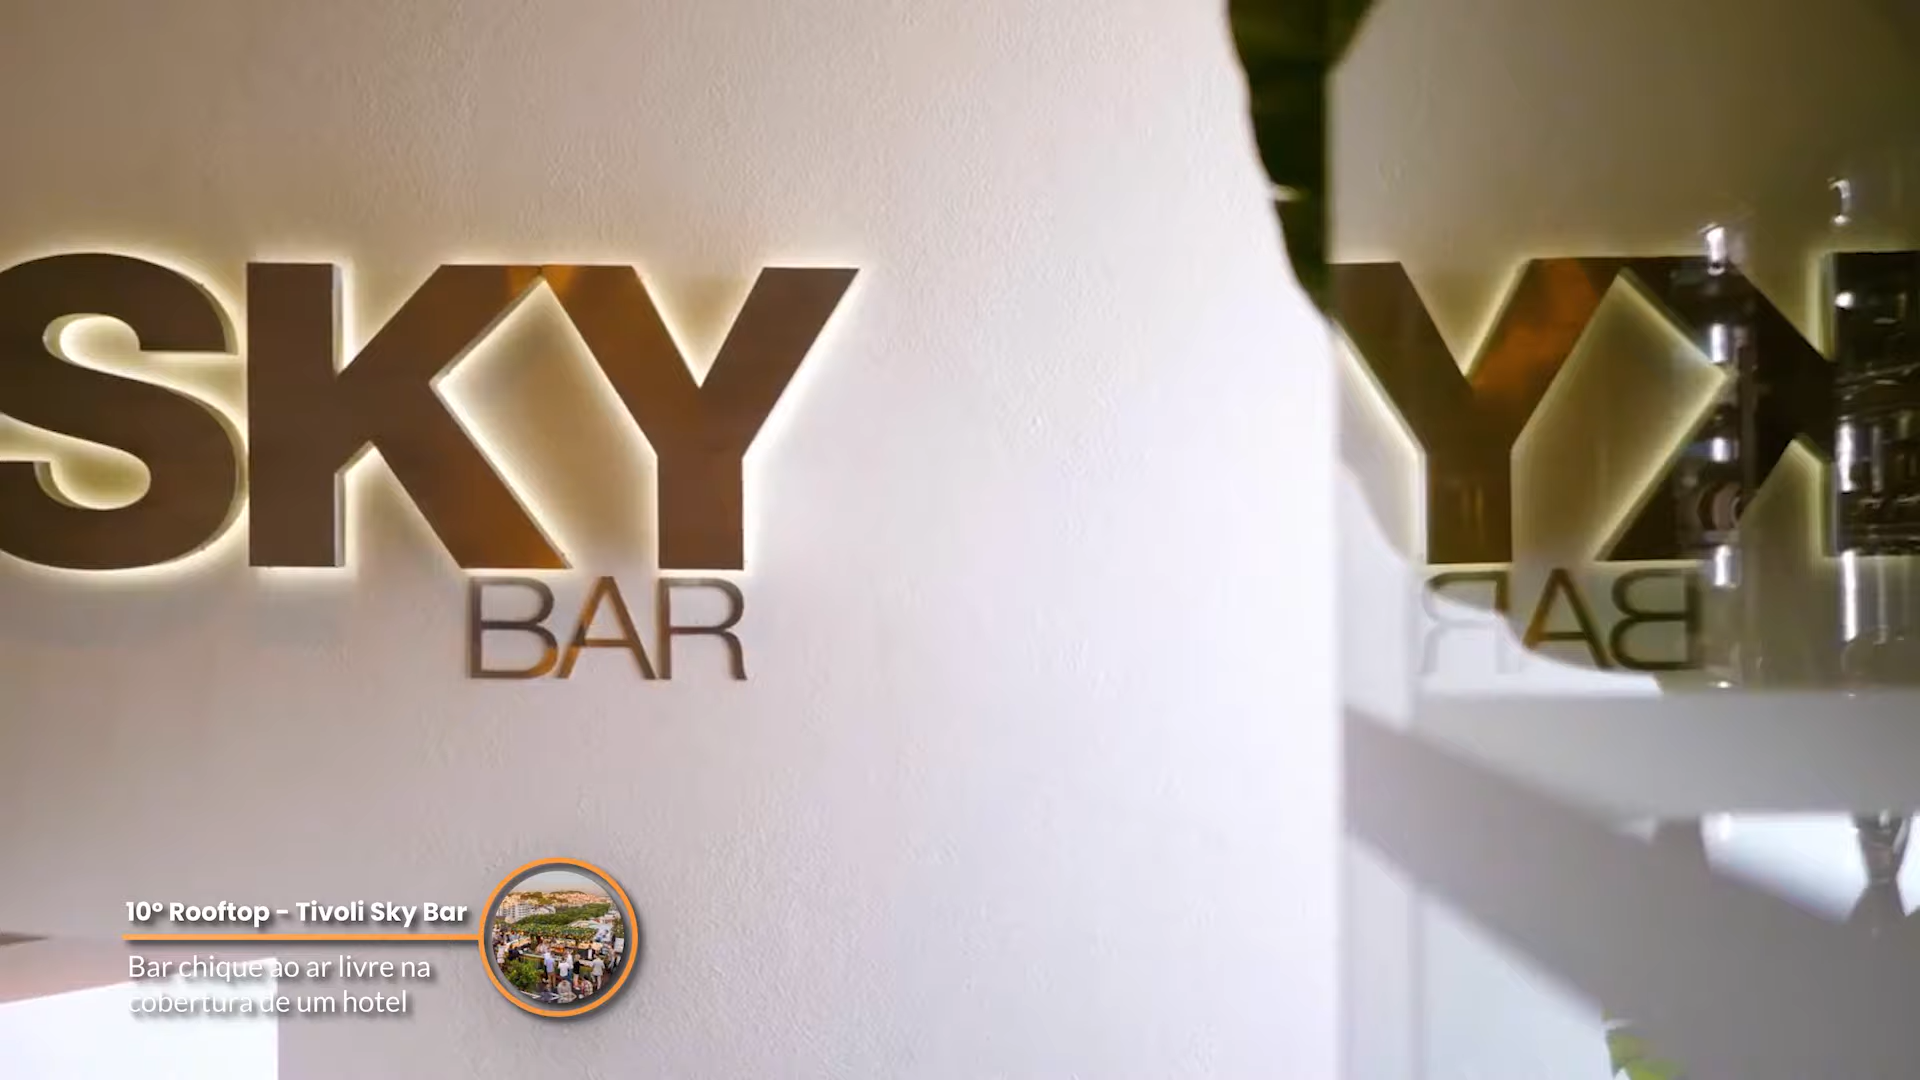 SKY
BAR
10º Rooftop - Tivoli Sky Bar
Bar chique ao ar livre na
cobertura de um hotel